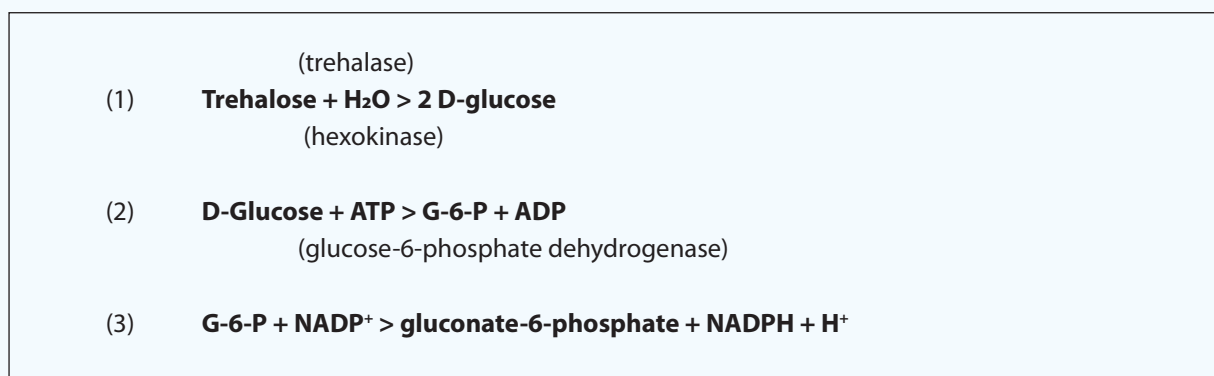 (trehalase)
(1) Trehalose + H₂O > 2 D-glucose
(hexokinase)
(2) D-Glucose + ATP > G-6-P + ADP
(glucose-6-phosphate dehydrogenase)
(3) G-6-P + NADP⁺ > gluconate-6-phosphate + NADPH + H⁺